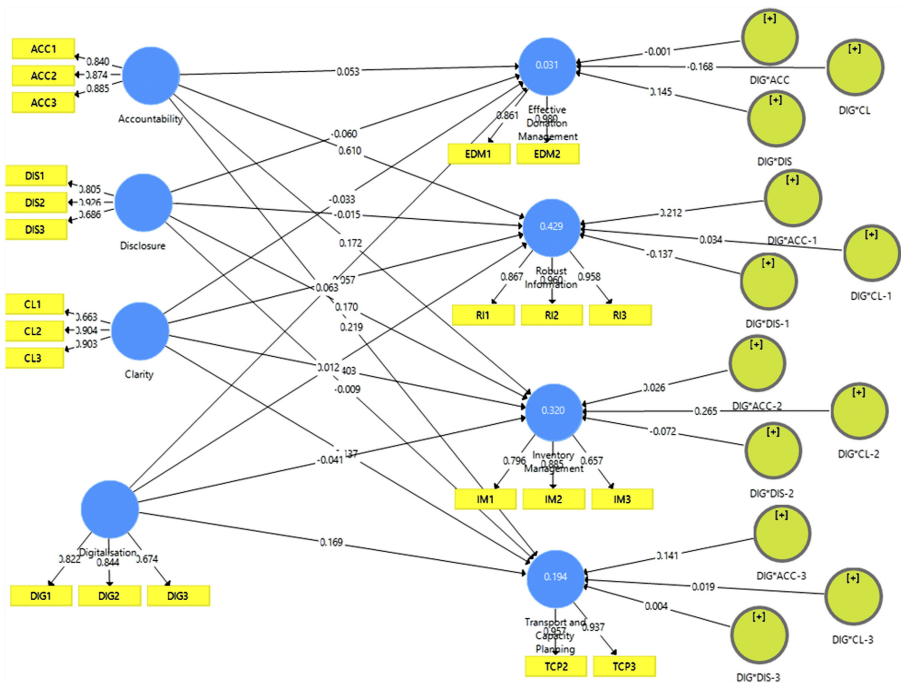 ACC1
ACC2
ACC3
0.840
0.874
0.885
Accountability
DIS1
DIS2
DIS3
0.805
0.926
0.686
Disclosure
CL1
CL2
CL3
0.663
0.904
0.903
Clarity
Digitalisation
0.822
0.844
0.674
DIG1
DIG2
DIG3
0.053
-0.060
0.610
-0.033
-0.015
0.172
0.063
0.170
0.219
0.012
-0.009
-0.041
0.169
0.031
Effective
Donation
Management
0.861
0.980
EDM1
EDM2
0.429
Robust
Information
0.867
0.960
0.958
RI1
RI2
RI3
0.320
Inventory
Management
0.796
0.885
0.657
IM1
IM2
IM3
0.194
Transport and
Capacity
Planning
0.957
0.937
TCP2
TCP3
-0.001
-0.168
0.145
[+]
DIG*ACC
[+]
DIG*CL
[+]
DIG*DIS
0.212
0.034
-0.137
[+]
DIG*ACC-1
[+]
DIG*CL-1
[+]
DIG*DIS-1
0.026
0.265
-0.072
[+]
DIG*ACC-2
[+]
DIG*CL-2
[+]
DIG*DIS-2
0.141
0.019
0.004
[+]
DIG*ACC-3
[+]
DIG*CL-3
[+]
DIG*DIS-3